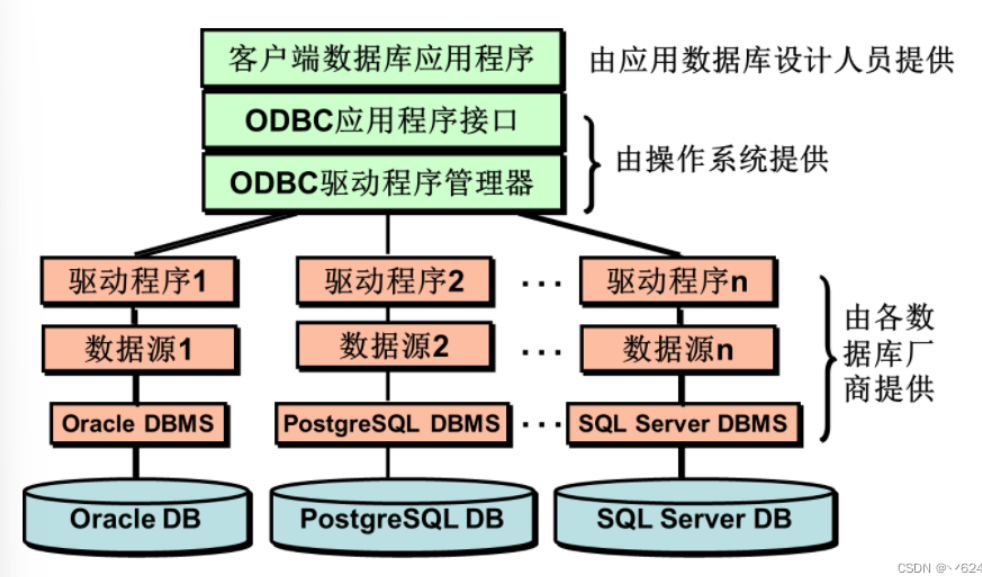 客户端数据库应用程序
由应用数据库设计人员提供
ODBC应用程序接口
由操作系统提供
ODBC驱动程序管理器
驱动程序1
驱动程序2
...
驱动程序n
数据源1
数据源2
...
数据源n
由各数
据库厂
商提供
Oracle DBMS
PostgreSQL DBMS
...
SQL Server DBMS
Oracle DB
PostgreSQL DB
SQL Server DB